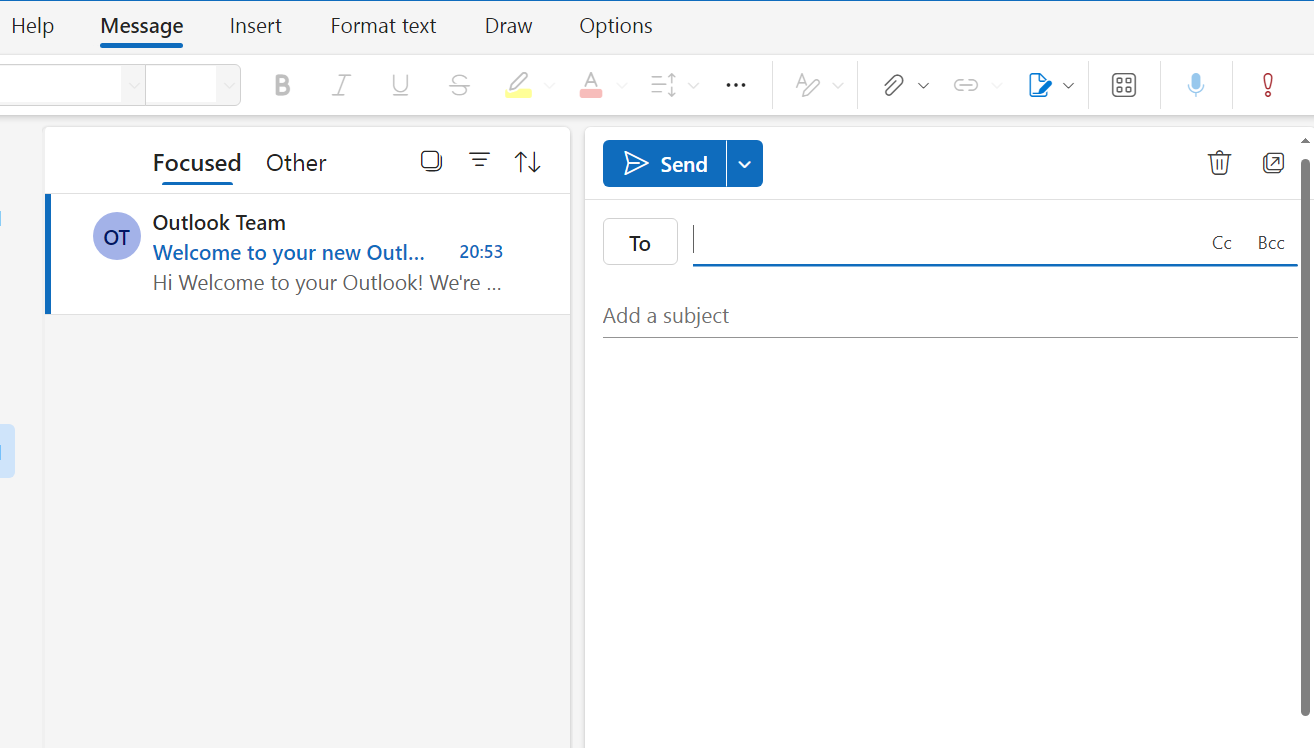 Help Message Insert Format text Draw Options
Focused Other
OT
Outlook Team
Welcome to your new Outl... 20:53
Hi Welcome to your Outlook! We're ...
Send
To Cc Bcc
Add a subject